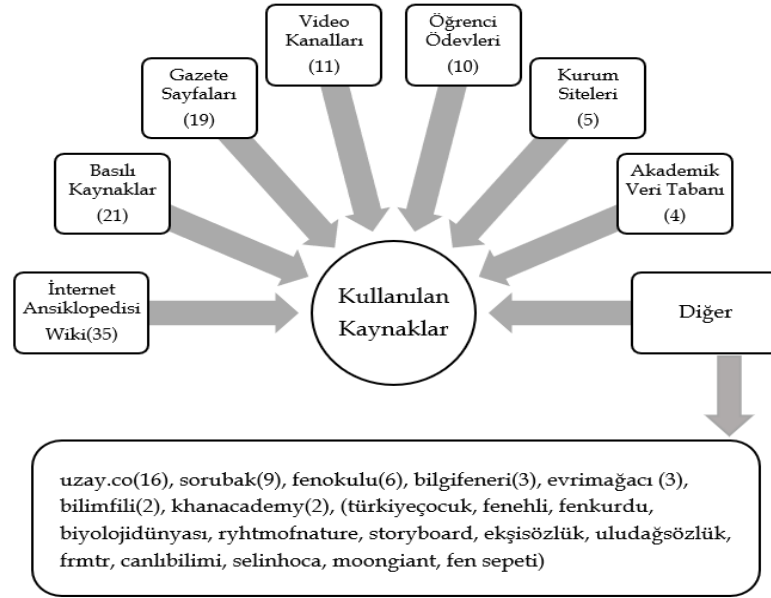 Video
Kanalları
(11)
Öğrenci
Ödevleri
(10)
Gazete
Sayfaları
(19)
Kurum
Siteleri
(5)
Basılı
Kaynaklar
(21)
Akademik
Veri Tabanı
(4)
İnternet
Ansiklopedisi
Wiki(35)
Kullanılan
Kaynaklar
Diğer
uzay.co(16), sorubak(9), fenokulu(6), bilgifeneri(3), evrimağacı (3),
bilimfili(2), khanacademy(2), (türkiyeçocuk, fenehli, fenkurdu,
biyolojidünyası, ryhtmofnature, storyboard, ekşisözlük, uludağsözlük,
frmtr, canlıbilimi, selinhoca, moongiant, fen sepeti)